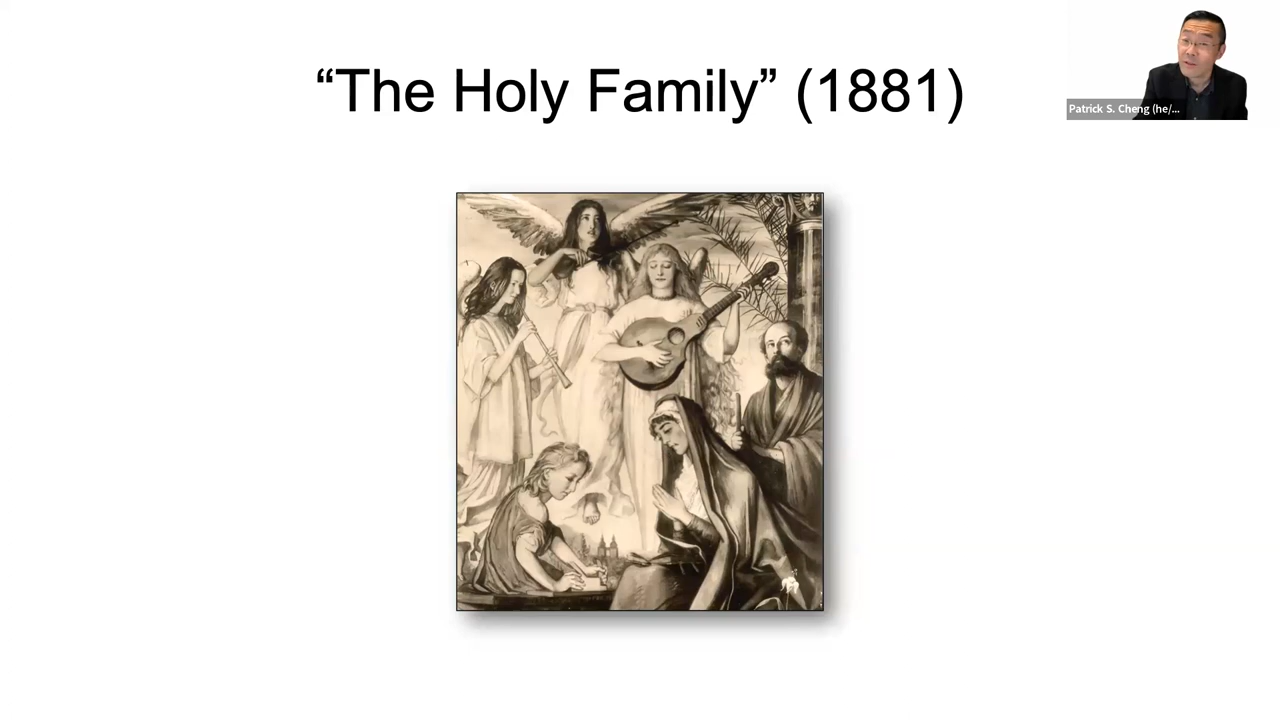 “The Holy Family” (1881)
Patrick S. Cheng (he/...